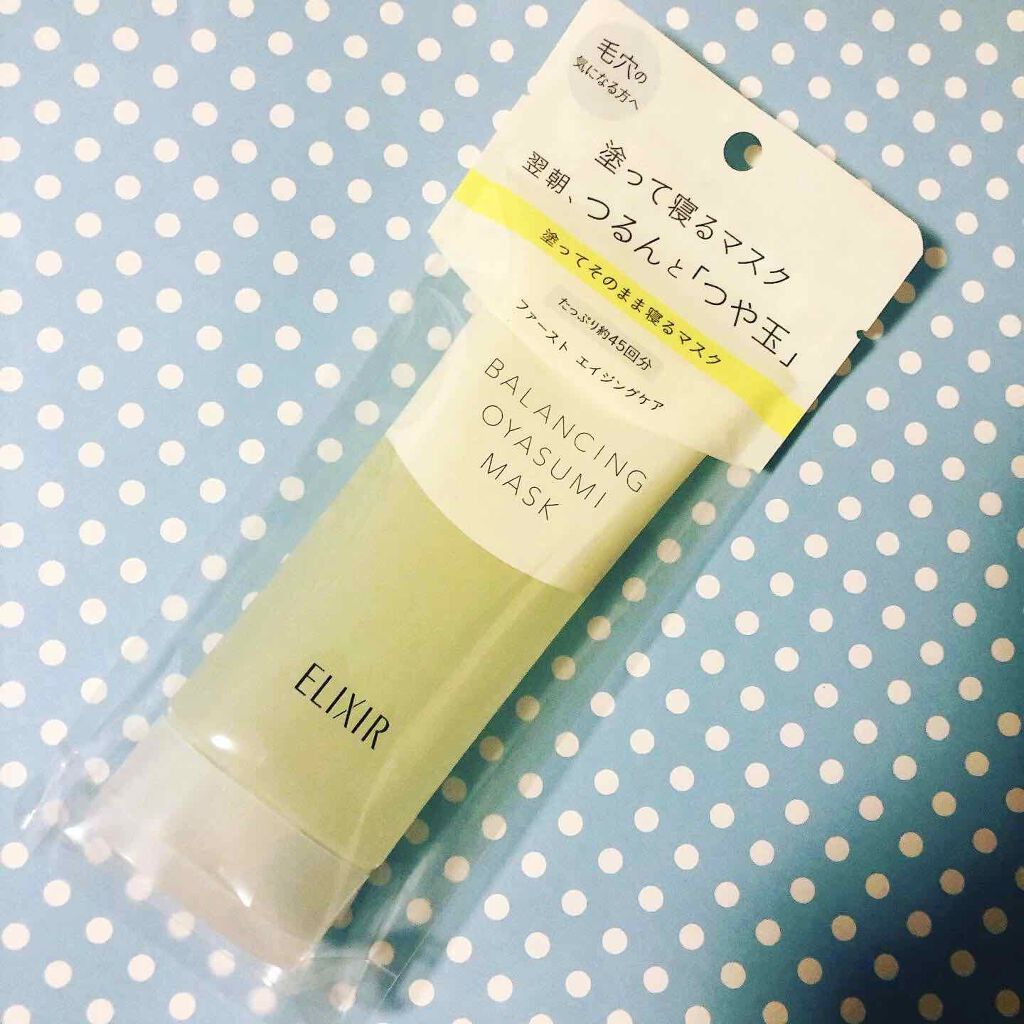 毛穴の
気になる方へ
塗って寝るマスク
翌朝、つるんと「つや玉」
塗ってそのまま寝るマスク
たっぷり約45回分
ファースト エイジングケア
BALANCING
OYASUMI
MASK
ELIXIR